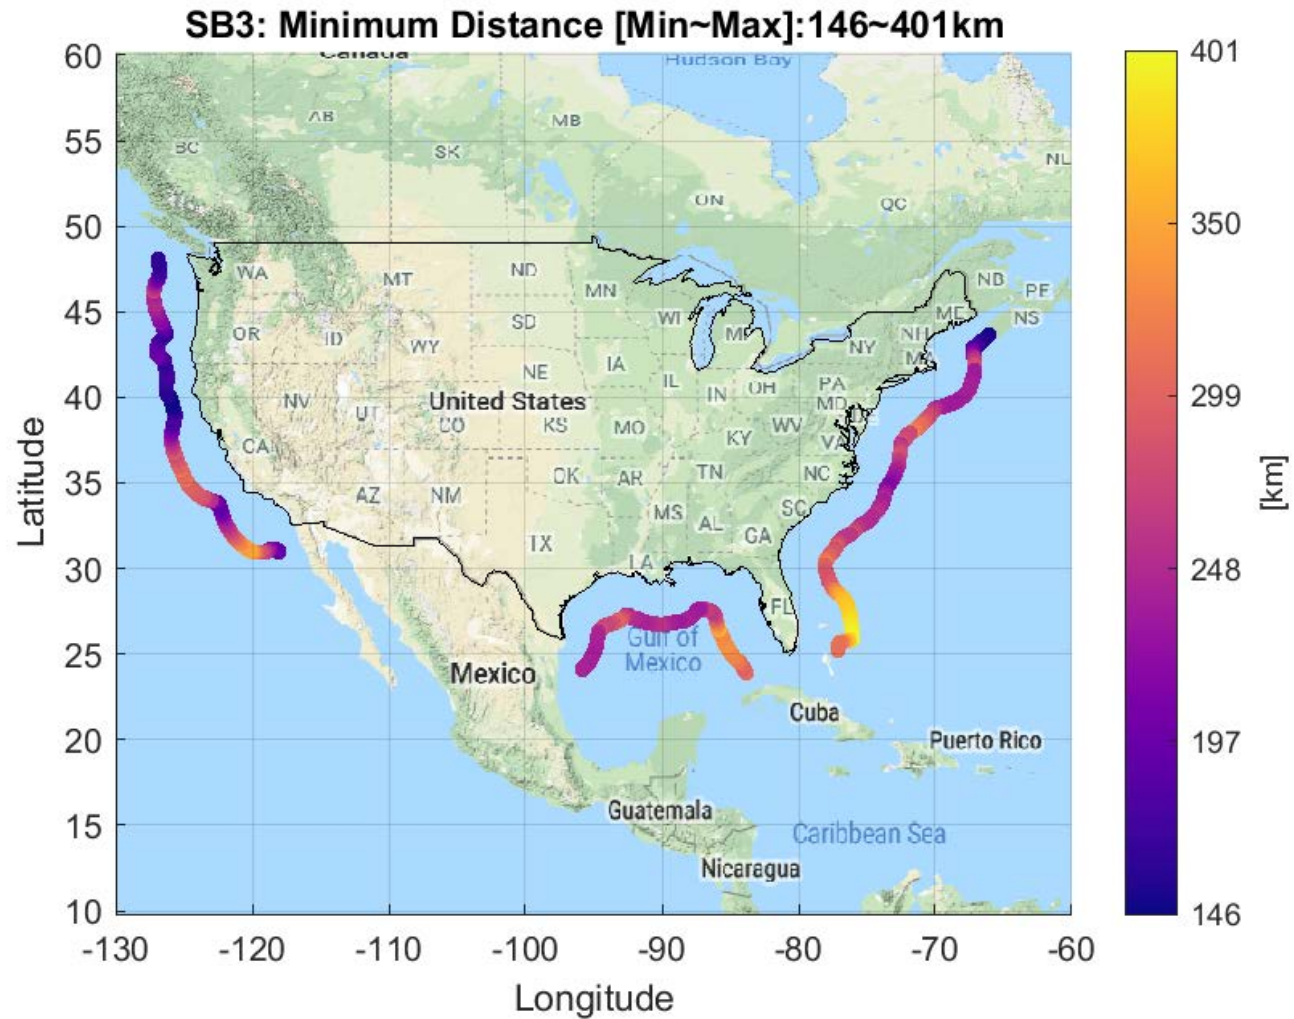 SB3: Minimum Distance [Min~Max]:146~401km
60
55
50
45
40
35
30
25
20
15
10
Latitude
-130
-120
-110
-100
-90
-80
-70
-60
Longitude
401
350
299
248
197
146
[km]
Canada
Hudson Bay
AB
MB
BC
SK
NL
ON
QC
WA
MT
ND
MN
NB
PE
OR
ID
SD
WI
MI
ME
NS
WY
NY
NH
MA
NE
IA
IL
IN
OH
PA
NV
UT
United States
CO
KS
MO
WV
MD
DE
CA
KY
VA
AZ
NM
OK
AR
TN
NC
MS
AL
SC
TX
GA
LA
FL
Gulf of
Mexico
Mexico
Cuba
Puerto Rico
Guatemala
Caribbean Sea
Nicaragua